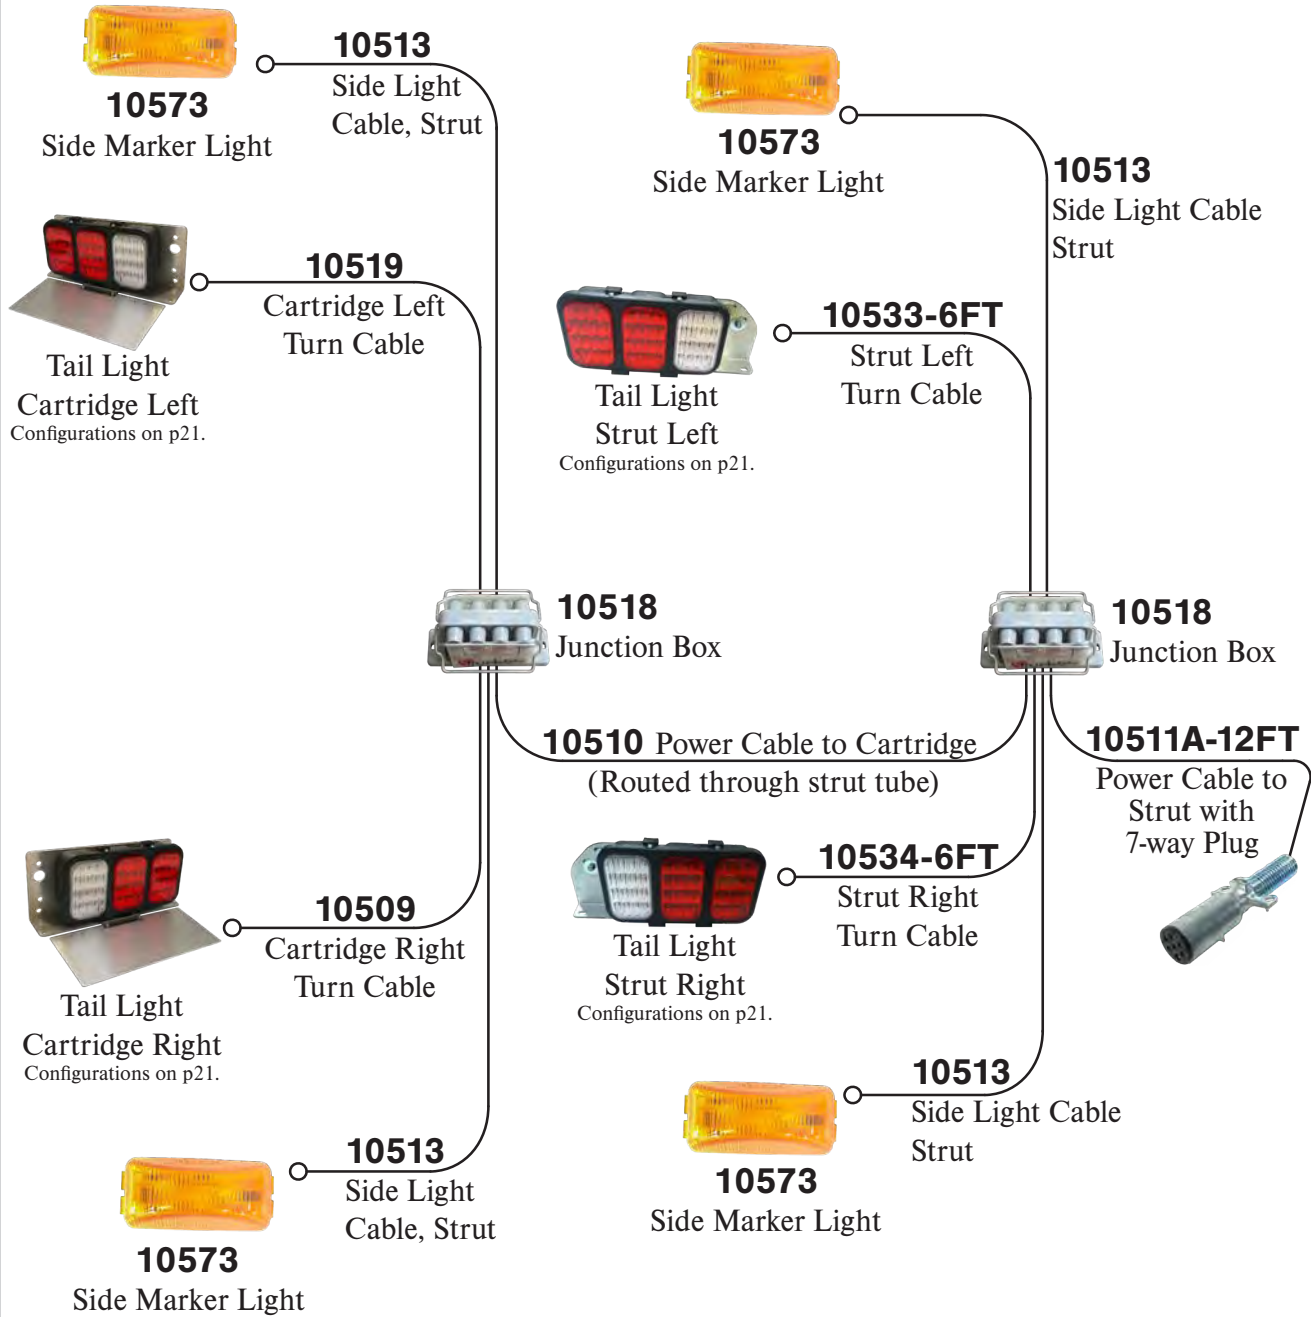 10513
Side Light
Cable, Strut
10573
Side Marker Light
10573
Side Marker Light
10513
Side Light Cable
Strut
10519
Cartridge Left
Turn Cable
Tail Light
Cartridge Left
Configurations on p21.
10533-6FT
Strut Left
Turn Cable
Tail Light
Strut Left
Configurations on p21.
10518
Junction Box
10518
Junction Box
10510 Power Cable to Cartridge
(Routed through strut tube)
10511A-12FT
Power Cable to
Strut with
7-way Plug
10509
Cartridge Right
Turn Cable
Tail Light
Cartridge Right
Configurations on p21.
10534-6FT
Strut Right
Turn Cable
Tail Light
Strut Right
Configurations on p21.
10513
Side Light
Cable, Strut
10573
Side Marker Light
10513
Side Light Cable
Strut
10573
Side Marker Light